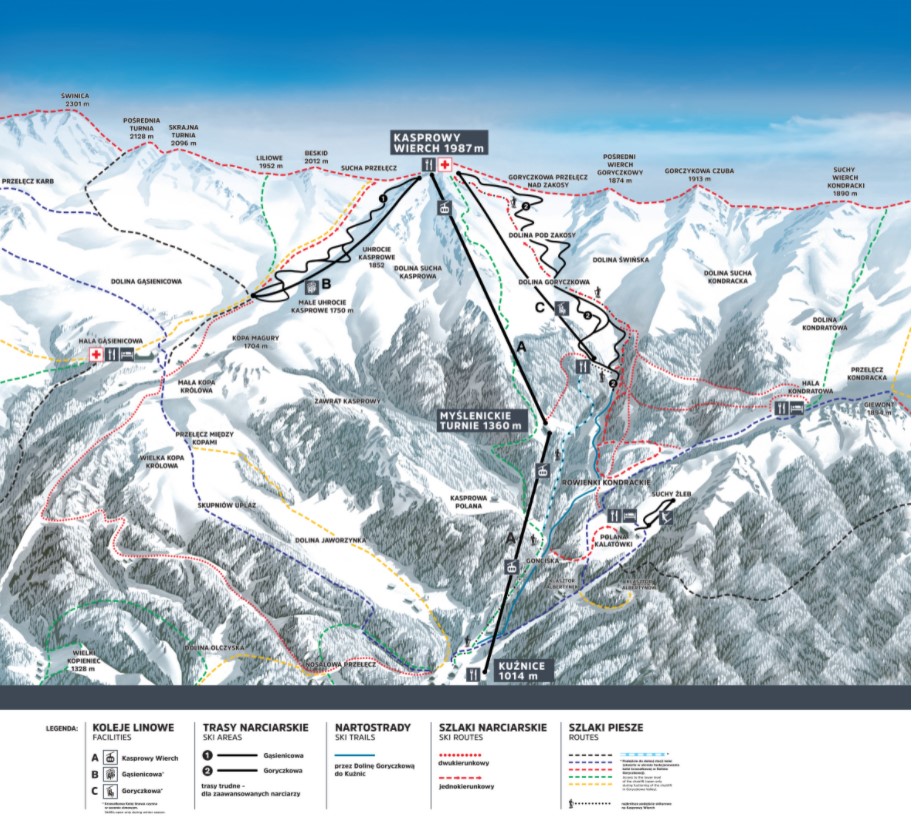 ŚWINICA
2301 m
POŚREDNIA
TURNIA
2128 m
SKRAJNA
TURNIA
2096 m
LILIOWE
1952 m
BESKID
2012 m
SUCHA PRZEŁĘCZ
KASPROWY
WIERCH 1987 m
GORYCZKOWA PRZEŁĘCZ
NAD ZAKOSY
POŚREDNI
WIERCH
GORYCZKOWY
1874 m
GORCZYKOWA CZUBA
1913 m
SUCHY
WIERCH
KONDRACKI
1890 m
PRZEŁĘCZ KARB
1
2
DOLINA POD ZAKOSY
UHROCIE
KASPROWE
1852
DOLINA SUCHA
KASPROWA
DOLINA ŚWIŃSKA
DOLINA SUCHA
KONDRACKA
DOLINA GĄSIENICOWA
DOLINA GORYCZKOWA
B
MAŁE UHROCIE
KASPROWE 1750 m
C
2
DOLINA
KONDRATOWA
HALA GĄSIENICOWA
KOPA MAGURY
1704 m
A
2
PRZEŁĘCZ
KONDRACKA
MAŁA KOPA
KRÓLOWA
HALA
KONDRATOWA
ZAWRAT KASPROWY
GIEWONT
MYŚLENICKIE
TURNIE 1360 m
PRZEŁĘCZ MIĘDZY
KOPAMI
WIELKA KOPA
KRÓLOWA
ROWIEŃKI KONDRACKIE
SUCHY ŻLEB
KASPROWA
POLANA
SKUPNIÓW UPŁAZ
A
POLANA
KALATÓWKI
DOLINA JAWORZYNKA
GONCISKA
DOLINA OLCZYSKA
WIELKI
KOPIENIEC
1328 m
NOSALOWA PRZEŁĘCZ
KUŹNICE
1014 m
LEGENDA:
KOLEJE LINOWE
FACILITIES
A Kasprowy Wierch
B Gąsienicowa*
C Goryczkowa*
TRASY NARCIARSKIE
SKI AREAS
1 Gąsienicowa
2 Goryczkowa
trasy trudne -
dla zaawansowanych narciarzy
NARTOSTRADY
SKI TRAILS
przez Dolinę Goryczkową
do Kuźnic
SZLAKI NARCIARSKIE
SKI ROUTES
dwukierunkowy
jednokierunkowy
SZLAKI PIESZE
ROUTES